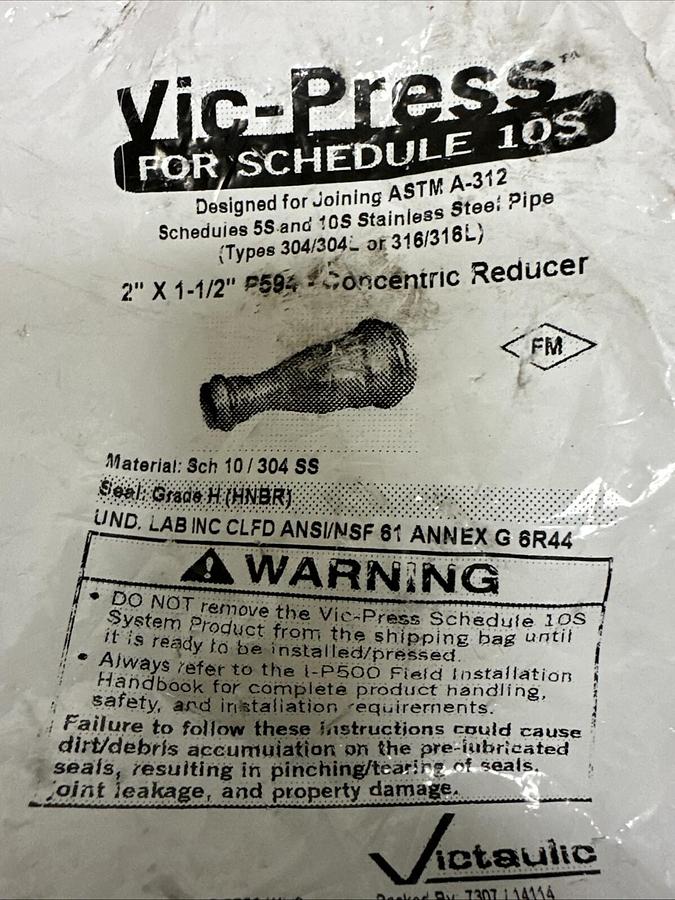 Vic-Press™
FOR SCHEDULE 10S
Designed for Joining ASTM A-312
Schedules 5S and 10S Stainless Steel Pipe
(Types 304/304L or 316/316L)
2" X 1-1/2" P594 - Concentric Reducer
FM
Material: Sch 10 / 304 SS
Seal: Grade H (HNBR)
UND. LAB INC CLFD ANSI/NSF 61 ANNEX G 6R44
WARNING
• DO NOT remove the Vic-Press Schedule 10S
System Product from the shipping bag until
it is ready to be installed/pressed.
• Always refer to the I-P500 Field Installation
Handbook for complete product handling,
safety, and installation requirements.
Failure to follow these instructions could cause
dirt/debris accumulation on the pre-lubricated
seals, resulting in pinching/tearing of seals.
joint leakage, and property damage.
Victaulic
Packed By: 7307 / 14114